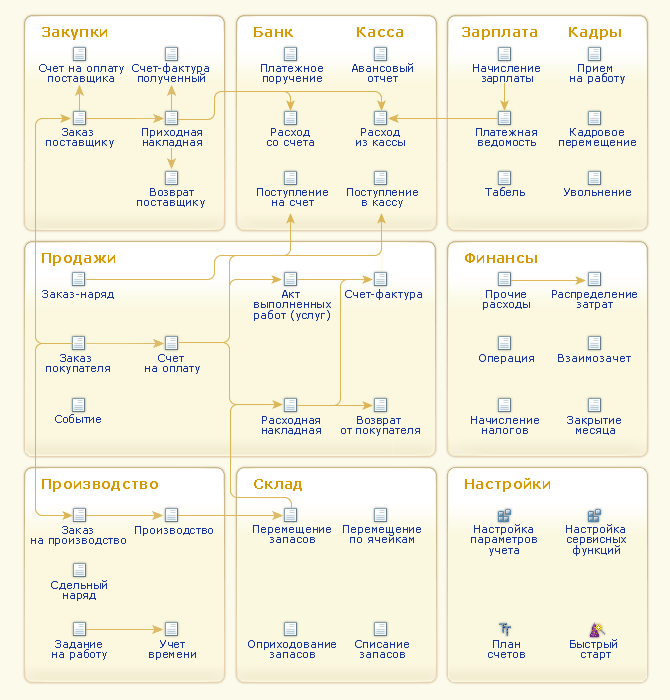 Закупки
Счет на оплату
поставщика
Счет-фактура
полученный
Заказ
поставщику
Приходная
накладная
Возврат
поставщику
Банк
Касса
Платежное
поручение
Авансовый
отчет
Расход
со счета
Расход
из кассы
Поступление
на счет
Поступление
в кассу
Зарплата
Кадры
Начисление
зарплаты
Прием
на работу
Платежная
ведомость
Кадровое
перемещение
Табель
Увольнение
Продажи
Заказ-наряд
Акт
выполненных
работ (услуг)
Счет-фактура
Заказ
покупателя
Счет
на оплату
Событие
Расходная
накладная
Возврат
от покупателя
Финансы
Прочие
расходы
Распределение
затрат
Операция
Взаимозачет
Начисление
налогов
Закрытие
месяца
Производство
Заказ
на производство
Производство
Сдельный
наряд
Задание
на работу
Учет
времени
Склад
Перемещение
запасов
Перемещение
по ячейкам
Оприходование
запасов
Списание
запасов
Настройки
Настройка
параметров
учета
Настройка
сервисных
функций
План
счетов
Быстрый
старт